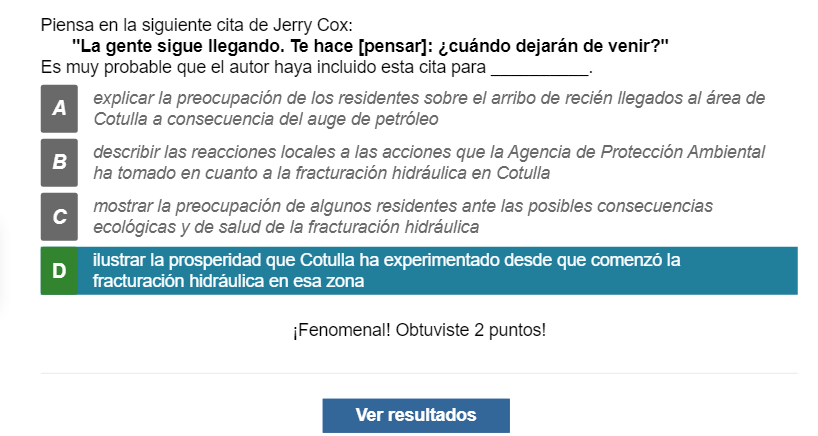 Piensa en la siguiente cita de Jerry Cox:
"La gente sigue llegando. Te hace [pensar]: ¿cuándo dejarán de venir?"
Es muy probable que el autor haya incluido esta cita para ___________.
A
explicar la preocupación de los residentes sobre el arribo de recién llegados al área de
Cotulla a consecuencia del auge de petróleo
B
describir las reacciones locales a las acciones que la Agencia de Protección Ambiental
ha tomado en cuanto a la fracturación hidráulica en Cotulla
C
mostrar la preocupación de algunos residentes ante las posibles consecuencias
ecológicas y de salud de la fracturación hidráulica
D
ilustrar la prosperidad que Cotulla ha experimentado desde que comenzó la
fracturación hidráulica en esa zona
¡Fenomenal! Obtuviste 2 puntos!
Ver resultados